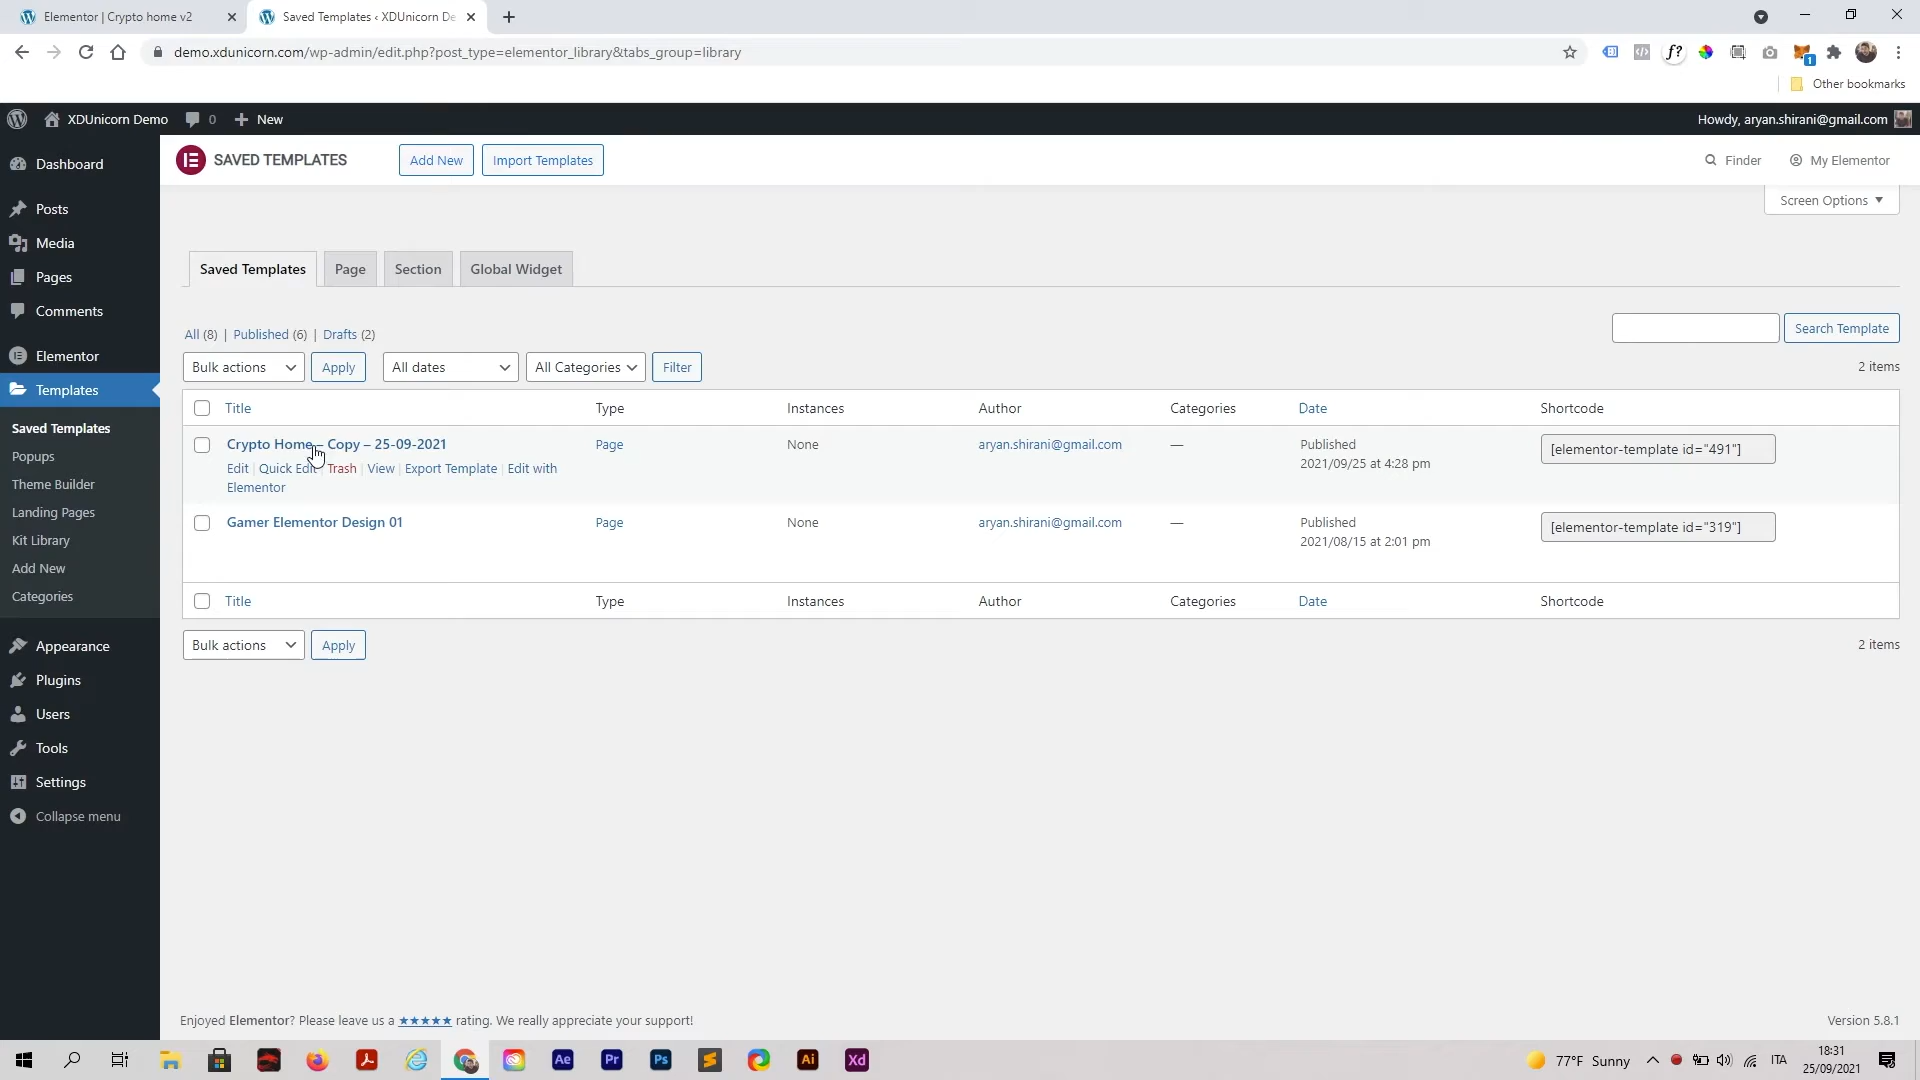 Elementor | Crypto home v2
Saved Templates ‹ XDUnicorn De
demo.xdunicorn.com/wp-admin/edit.php?post_type=elementor_library&tabs_group=library
f?
1
Other bookmarks
XDUnicorn Demo
0
New
Howdy, aryan.shirani@gmail.com
Dashboard
Posts
Media
Pages
Comments
Elementor
Templates
Saved Templates
Popups
Theme Builder
Landing Pages
Kit Library
Add New
Categories
Appearance
Plugins
Users
Tools
Settings
Collapse menu
SAVED TEMPLATES
Add New
Import Templates
Finder
My Elementor
Screen Options
Saved Templates
Page
Section
Global Widget
All (8) | Published (6) | Drafts (2)
Search Template
Bulk actions
Apply
All dates
All Categories
Filter
2 items
Title
Type
Instances
Author
Categories
Date
Shortcode
Crypto Home – Copy – 25-09-2021
Page
None
aryan.shirani@gmail.com
—
Published
2021/09/25 at 4:28 pm
[elementor-template id="491"]
Edit | Quick Edit | Trash | View | Export Template | Edit with
Elementor
Gamer Elementor Design 01
Page
None
aryan.shirani@gmail.com
—
Published
2021/08/15 at 2:01 pm
[elementor-template id="319"]
Title
Type
Instances
Author
Categories
Date
Shortcode
Bulk actions
Apply
2 items
Enjoyed Elementor? Please leave us a ★★★★★ rating. We really appreciate your support!
Version 5.8.1
Ae
Pr
Ps
Ai
Xd
77°F Sunny
ITA
18:31
25/09/2021